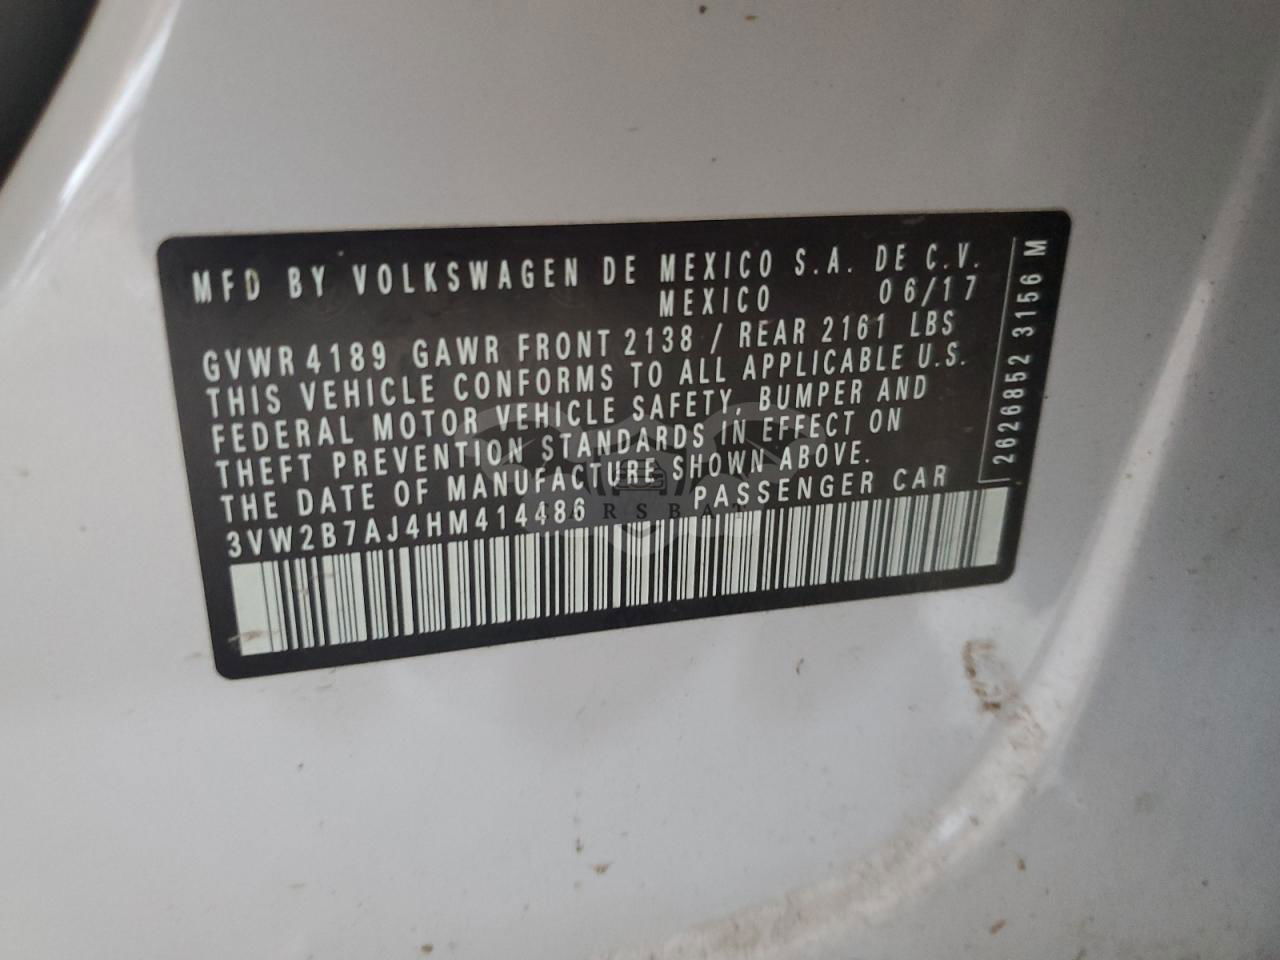 MFD BY VOLKSWAGEN DE MEXICO S.A. DE C.V.
MEXICO 06/17
GVWR 4189 GAWR FRONT 2138 / REAR 2161 LBS
THIS VEHICLE CONFORMS TO ALL APPLICABLE U.S.
FEDERAL MOTOR VEHICLE SAFETY, BUMPER AND
THEFT PREVENTION STANDARDS IN EFFECT ON
THE DATE OF MANUFACTURE SHOWN ABOVE.
3VW2B7AJ4HM414486 PASSENGER CAR
2626852 3156 M
CARSBAT